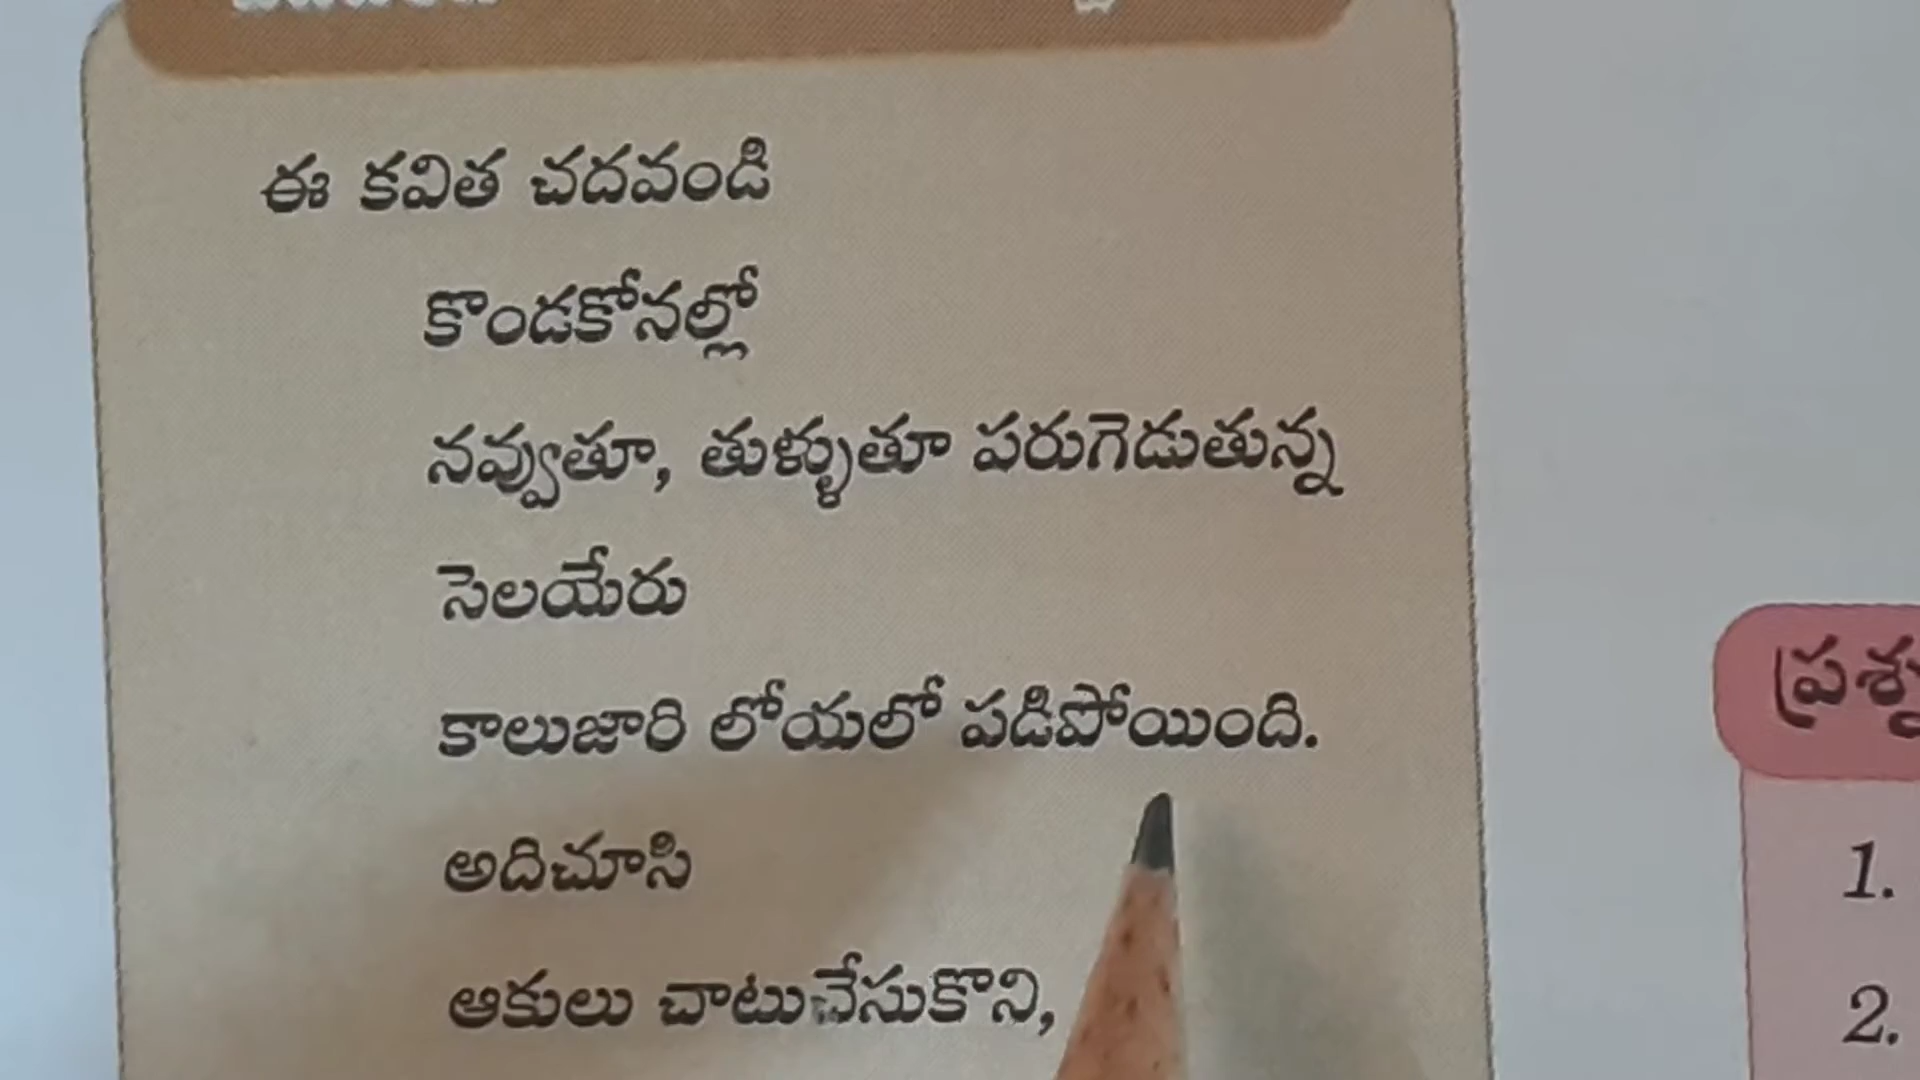 ఈ కవిత చదవండి
కొండకోనల్లో
నవ్వుతూ, తుళ్ళుతూ పరుగెడుతున్న
సెలయేరు
కాలుజారి లోయలో పడిపోయింది.
అదిచూసి
ఆకులు చాటుచేసుకొని,
1.
2.